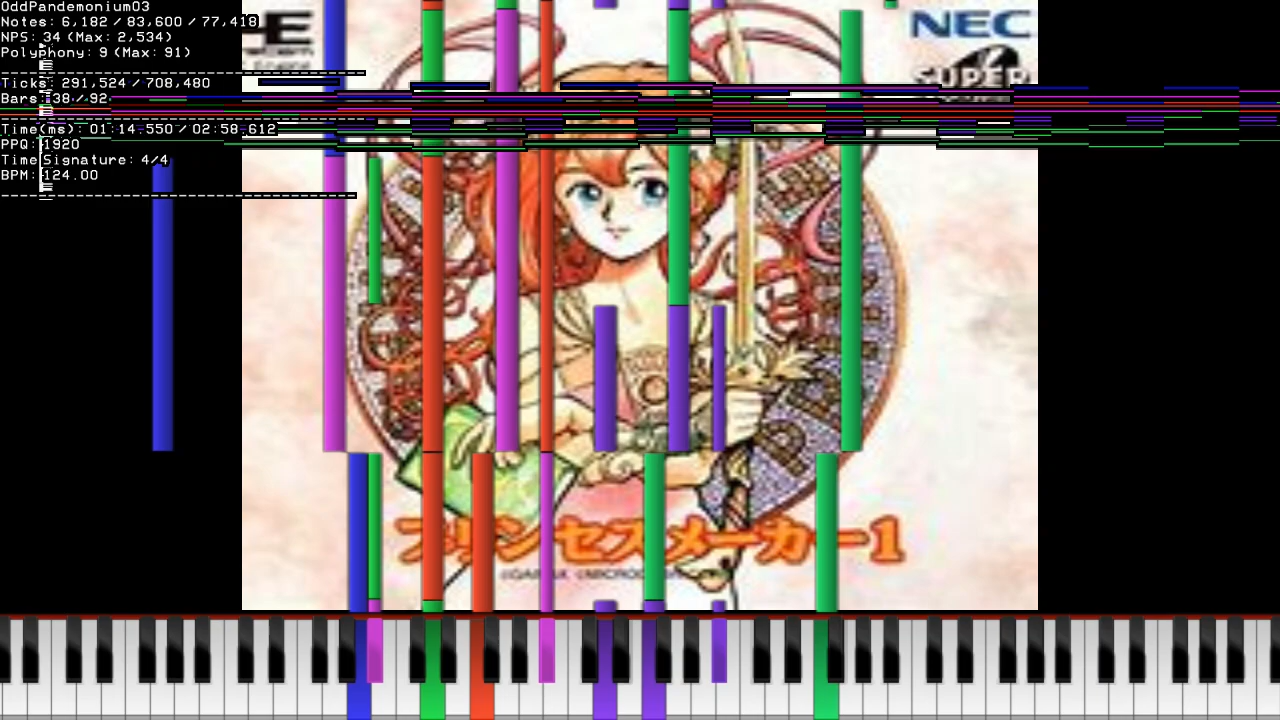 OddPandemonium03
Notes: 6,182 / 83,600 / 77,418
NPS: 34 (Max: 2,534)
Polyphony: 9 (Max: 91)
Ticks: 291,524 / 708,480
Bars: 38 / 92
Time(ms): 01:14.550 / 02:58.612
Time Signature: 4/4
BPM: 124.00
NEC
SUPER
プリンセスメーカー1